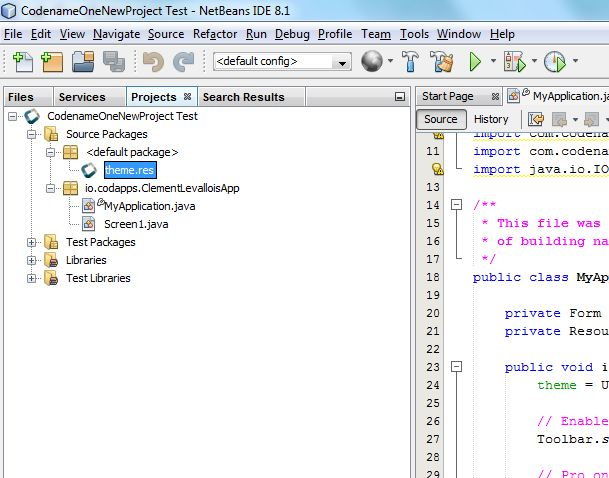 CodenameOneNewProject Test - NetBeans IDE 8.1
File Edit View Navigate Source Refactor Run Debug Profile Team Tools Window Help
<default config>
Files Services Projects Search Results
Start Page MyApplication.ja
Source History
CodenameOneNewProject Test
Source Packages
<default package>
theme.res
io.codapps.ClementLevalloisApp
MyApplication.java
Screen1.java
Test Packages
Libraries
Test Libraries
import com.codena
11 import com.codena
import java.io.IO
13
14 /**
15 * This file was
16 * of building na
17 */
18 public class MyAp
19
20 private Form
21 private Resou
22
23 public void i
24 theme = U
25
26 // Enable
27 Toolbar.s
28
29 // Pro on